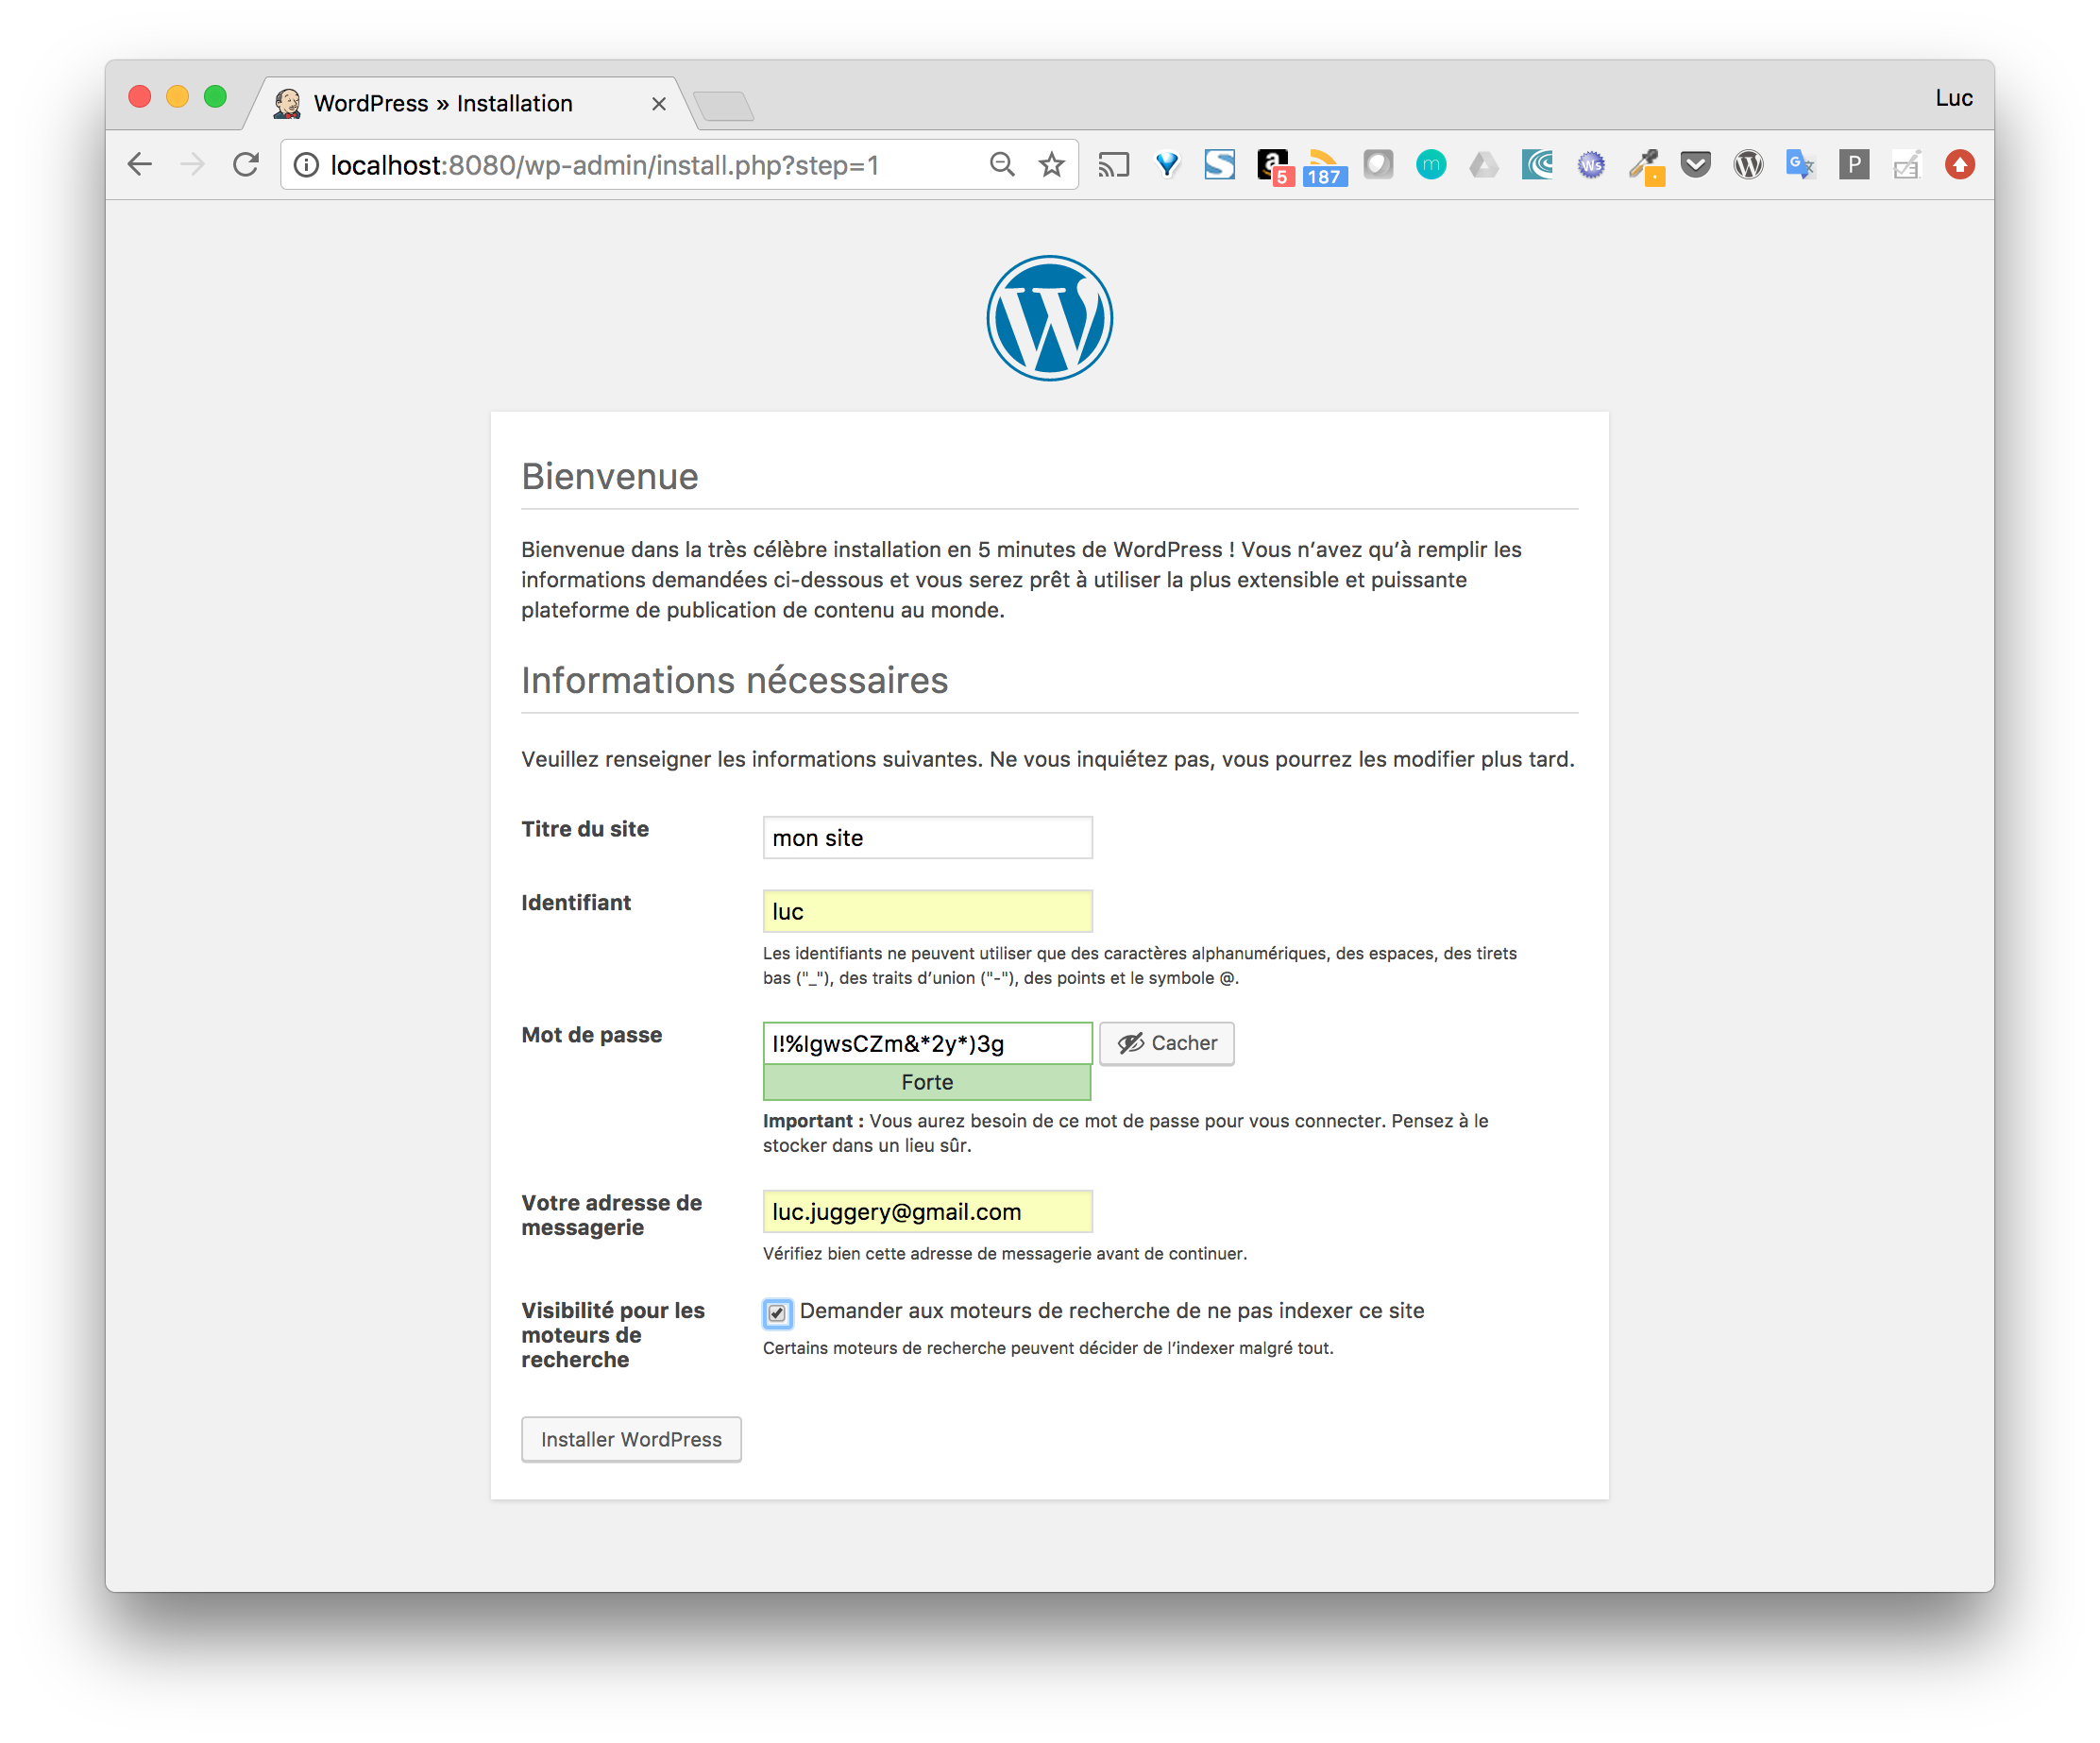 WordPress » Installation
Luc
localhost:8080/wp-admin/install.php?step=1
5
187
m
Ws
P
Bienvenue
Bienvenue dans la très célèbre installation en 5 minutes de WordPress ! Vous n’avez qu’à remplir les
informations demandées ci-dessous et vous serez prêt à utiliser la plus extensible et puissante
plateforme de publication de contenu au monde.
Informations nécessaires
Veuillez renseigner les informations suivantes. Ne vous inquiétez pas, vous pourrez les modifier plus tard.
Titre du site
mon site
Identifiant
luc
Les identifiants ne peuvent utiliser que des caractères alphanumériques, des espaces, des tirets
bas ("_"), des traits d’union ("-"), des points et le symbole @.
Mot de passe
Cacher
Forte
Important : Vous aurez besoin de ce mot de passe pour vous connecter. Pensez à le
stocker dans un lieu sûr.
Votre adresse de
messagerie
luc.juggery@gmail.com
Vérifiez bien cette adresse de messagerie avant de continuer.
Visibilité pour les
moteurs de
recherche
Demander aux moteurs de recherche de ne pas indexer ce site
Certains moteurs de recherche peuvent décider de l’indexer malgré tout.
Installer WordPress